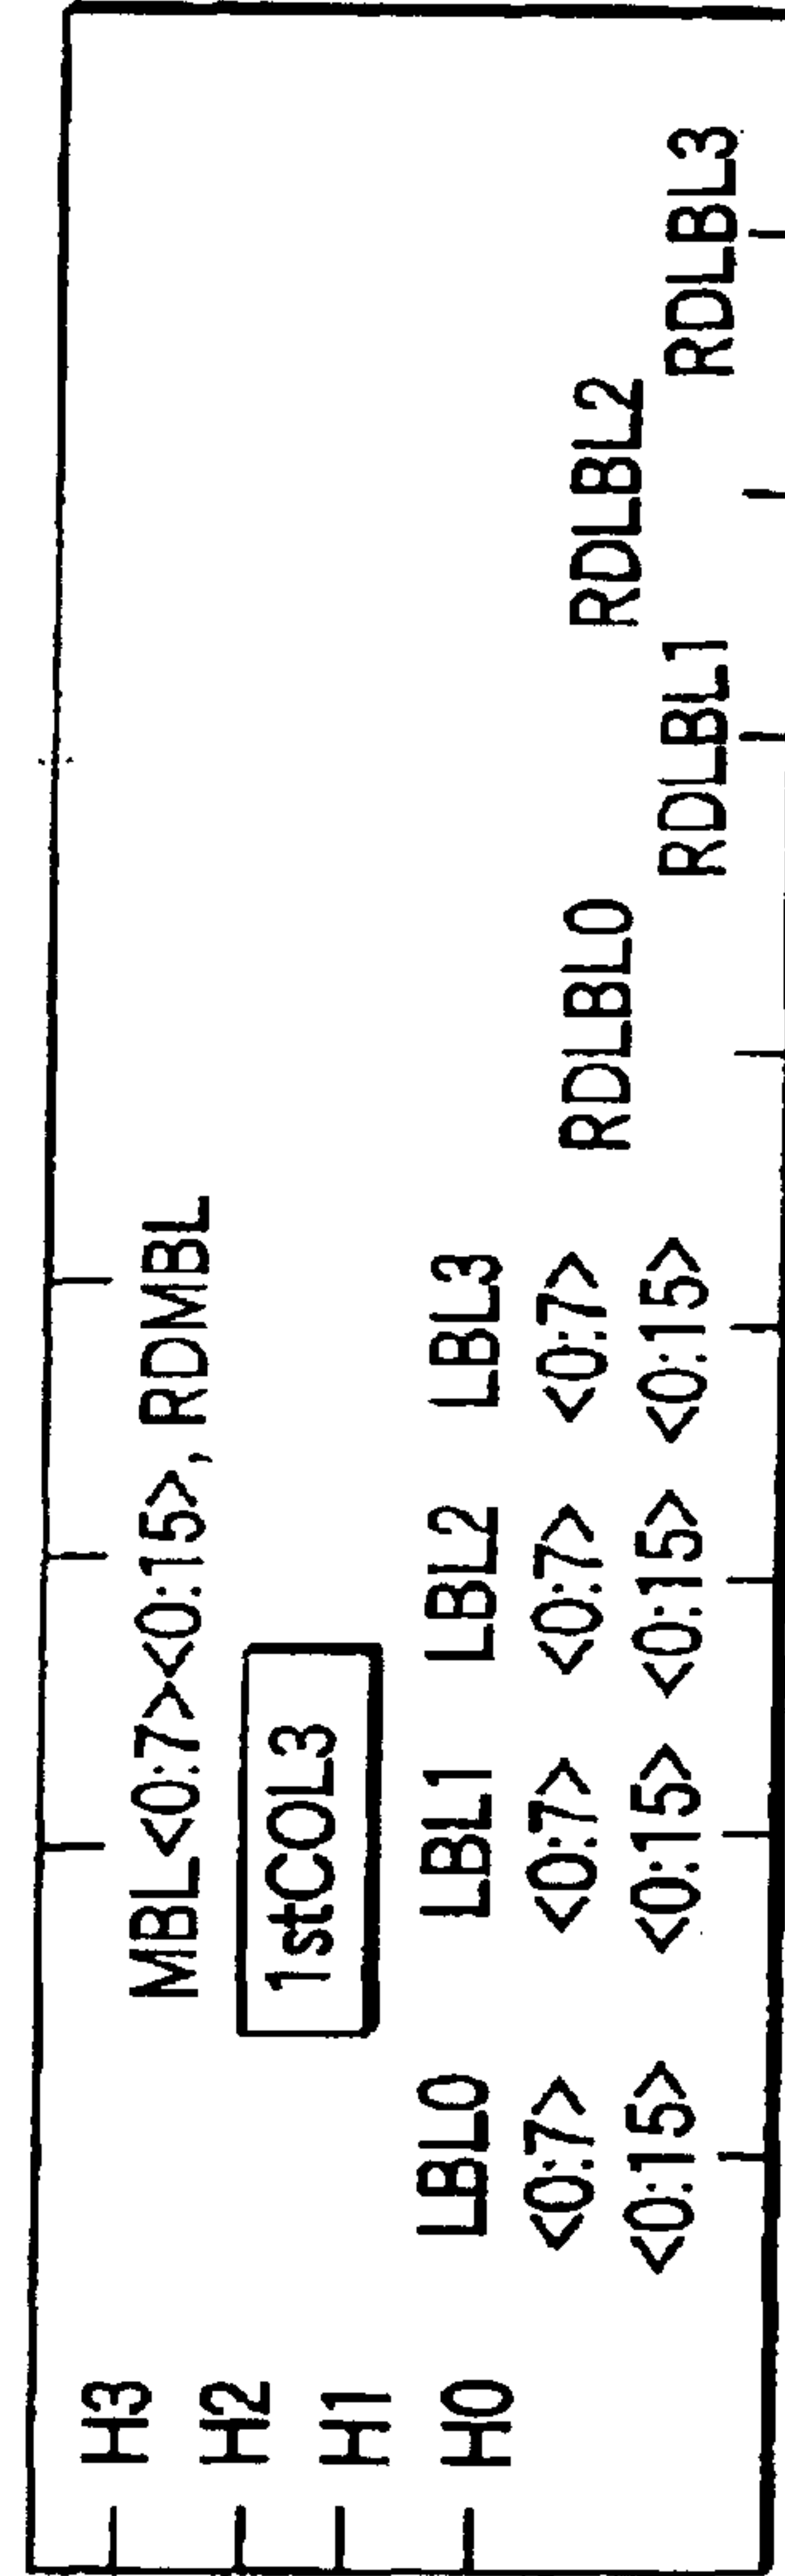 H3
H2
H1
H0
MBL<0:7><0:15>, RDMBL
1stCOL3
LBL0
<0:7>
<0:15>
LBL1
<0:7>
<0:15>
LBL2
<0:7>
<0:15>
LBL3
<0:7>
<0:15>
RDLBL0
RDLBL1
RDLBL2
RDLBL3